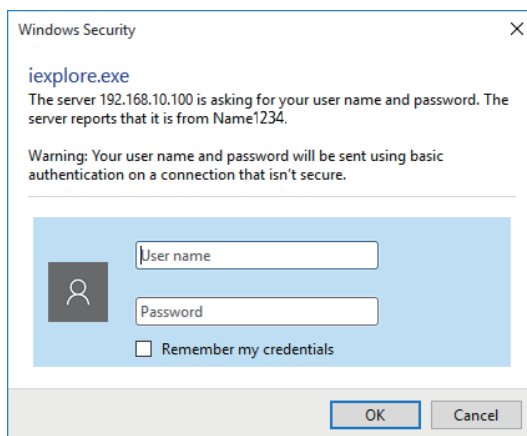 Windows Security
iexplore.exe
The server 192.168.10.100 is asking for your user name and password. The
server reports that it is from Name1234.
Warning: Your user name and password will be sent using basic
authentication on a connection that isn't secure.
User name
Password
Remember my credentials
OK
Cancel